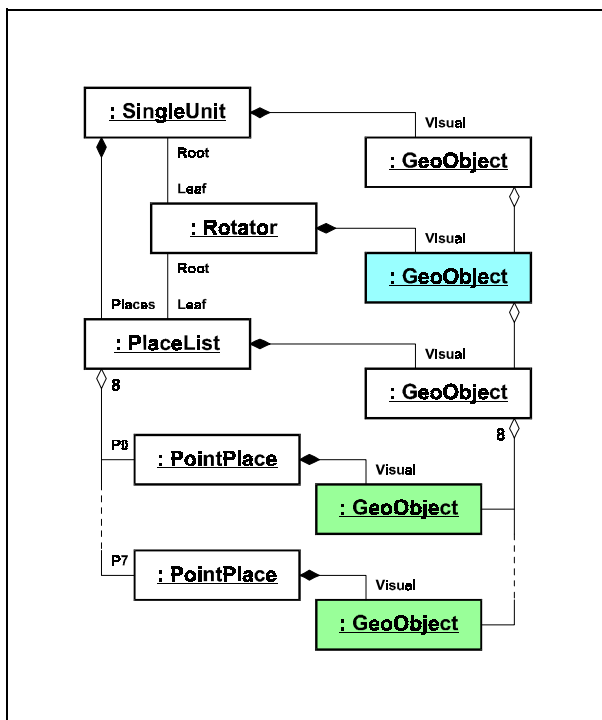 : SingleUnit
Visual
: GeoObject
Root
Leaf
: Rotator
Visual
: GeoObject
Root
Places
Leaf
: PlaceList
Visual
: GeoObject
8
8
P0
: PointPlace
Visual
: GeoObject
P7
: PointPlace
Visual
: GeoObject